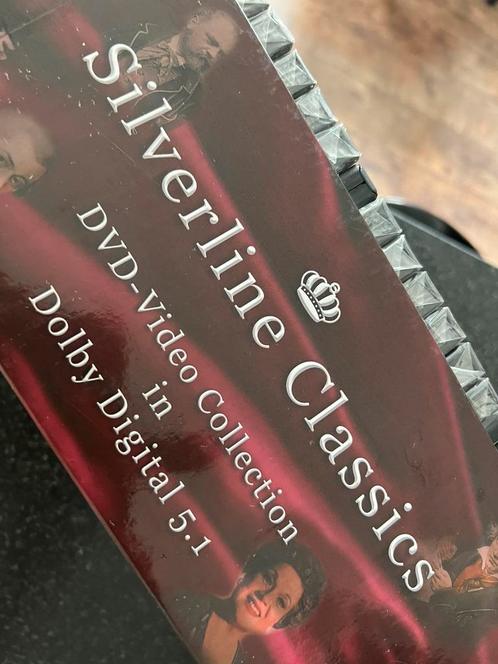 Silverline Classics
DVD-Video Collection
in
Dolby Digital 5.1